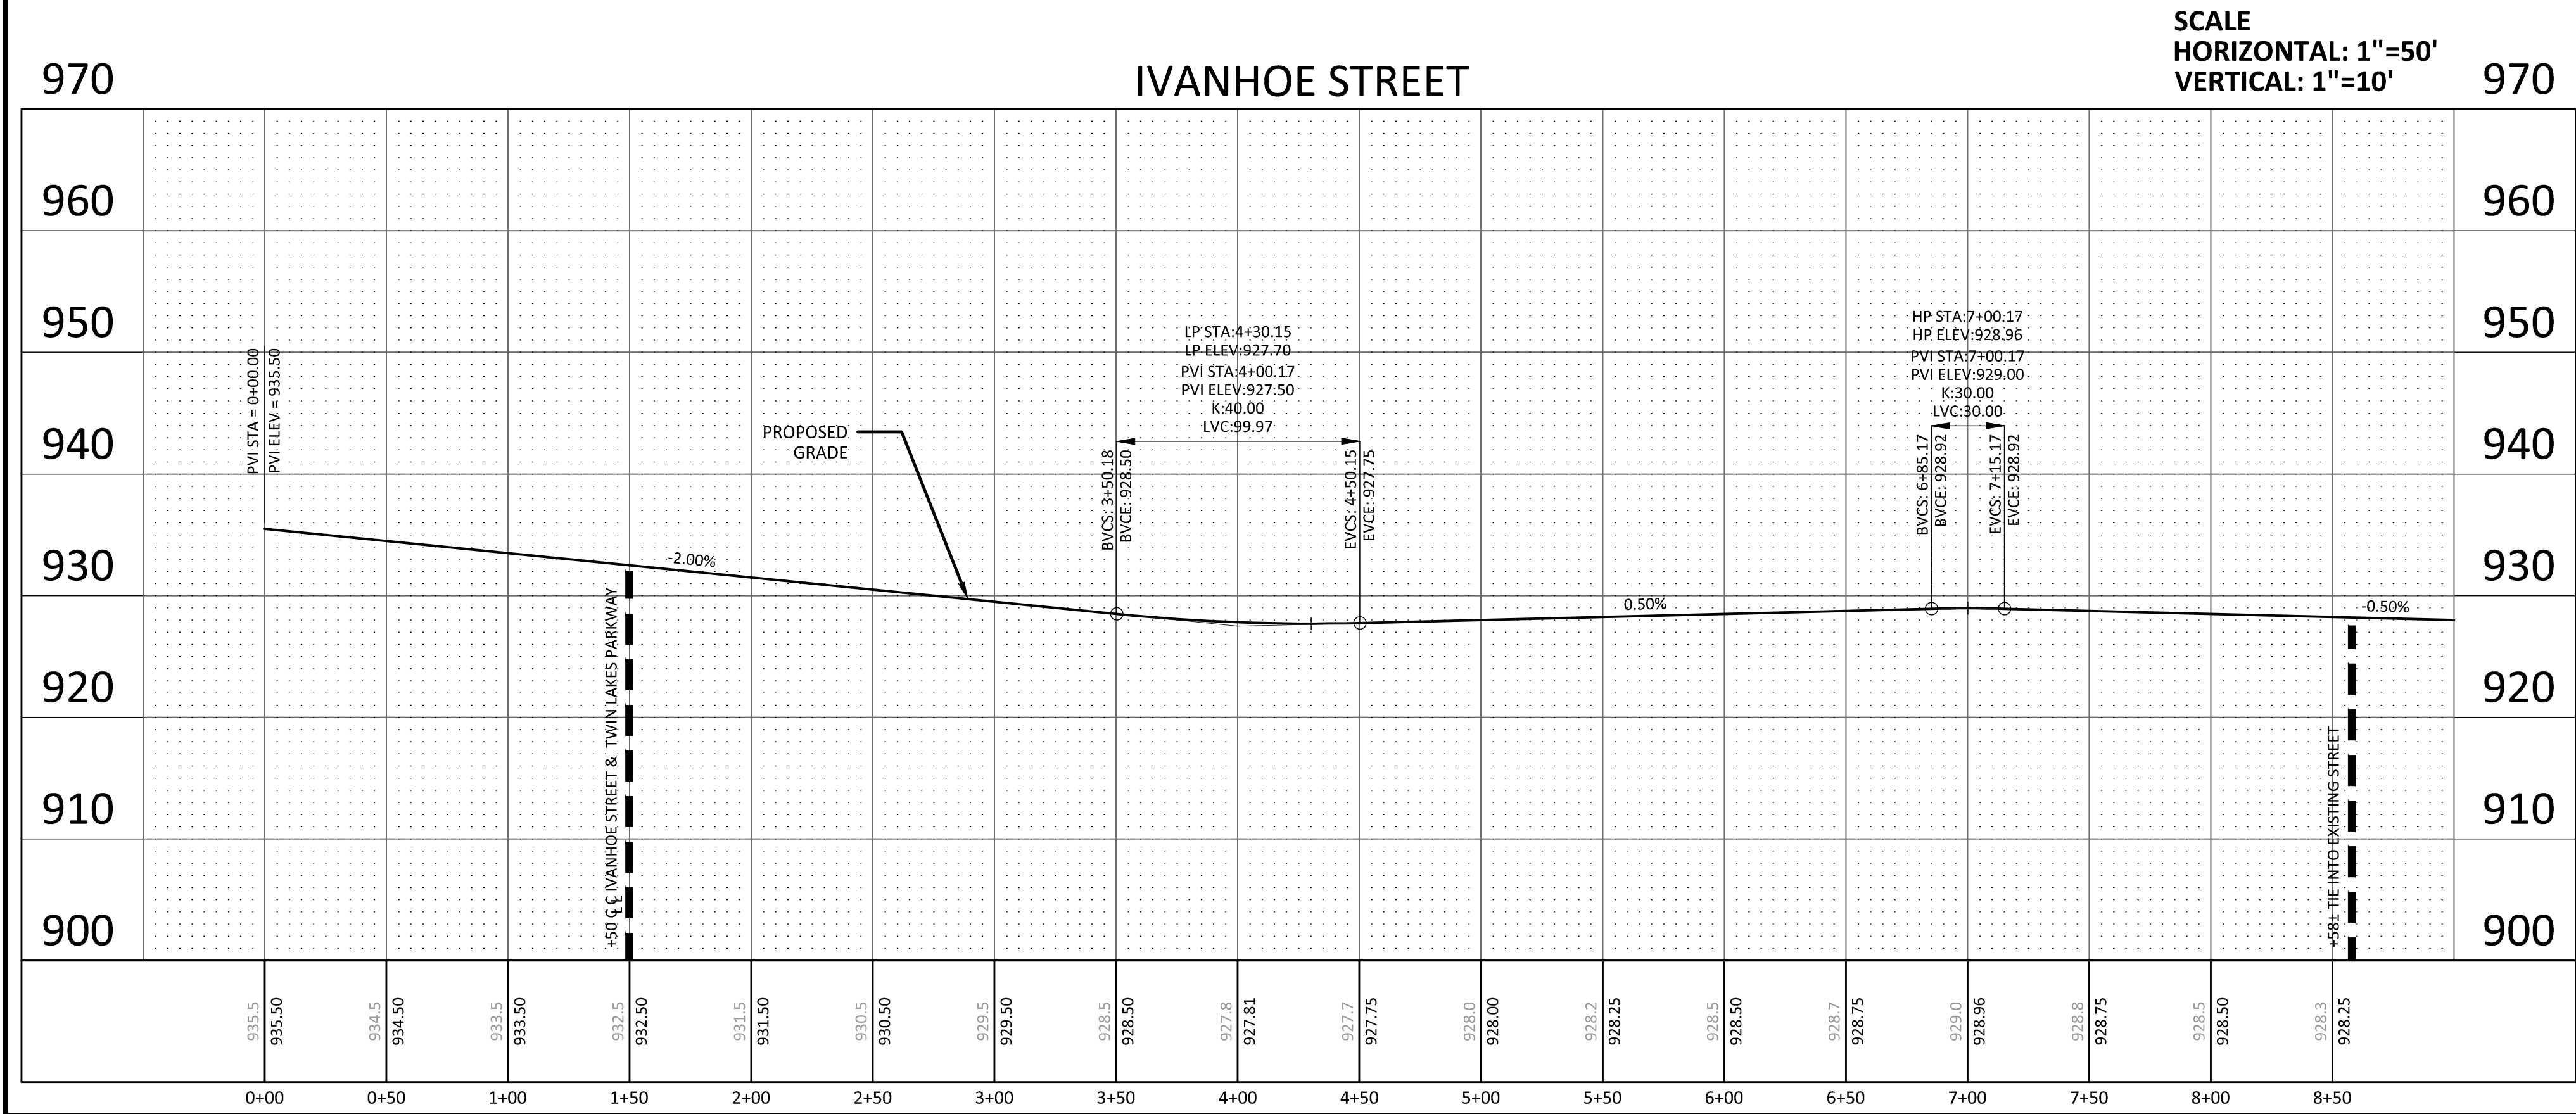 SCALE
HORIZONTAL: 1"=50'
VERTICAL: 1"=10'
IVANHOE STREET
970
970
960
960
950
950
940
940
930
930
920
920
910
910
900
900
PVI STA = 0+00.00
PVI ELEV = 935.50
PROPOSED
GRADE
-2.00%
LP STA:4+30.15
LP ELEV:927.70
PVI STA:4+00.17
PVI ELEV:927.50
K:40.00
LVC:99.97
BVCS: 3+50.18
BVCE: 928.50
EVCS: 4+50.15
EVCE: 927.75
0.50%
HP STA:7+00.17
HP ELEV:928.96
PVI STA:7+00.17
PVI ELEV:929.00
K:30.00
LVC:30.00
BVCS: 6+85.17
BVCE: 928.92
EVCS: 7+15.17
EVCE: 928.92
-0.50%
+50 C C IVANHOE STREET & TWIN LAKES PARKWAY
L L
+58± TIE INTO EXISTING STREET
935.5
935.50
934.5
934.50
933.5
933.50
932.5
932.50
931.5
931.50
930.5
930.50
929.5
929.50
928.5
928.50
927.8
927.81
927.7
927.75
928.0
928.00
928.2
928.25
928.5
928.50
928.7
928.75
929.0
928.96
928.8
928.75
928.5
928.50
928.3
928.25
0+00 0+50 1+00 1+50 2+00 2+50 3+00 3+50 4+00 4+50 5+00 5+50 6+00 6+50 7+00 7+50 8+00 8+50